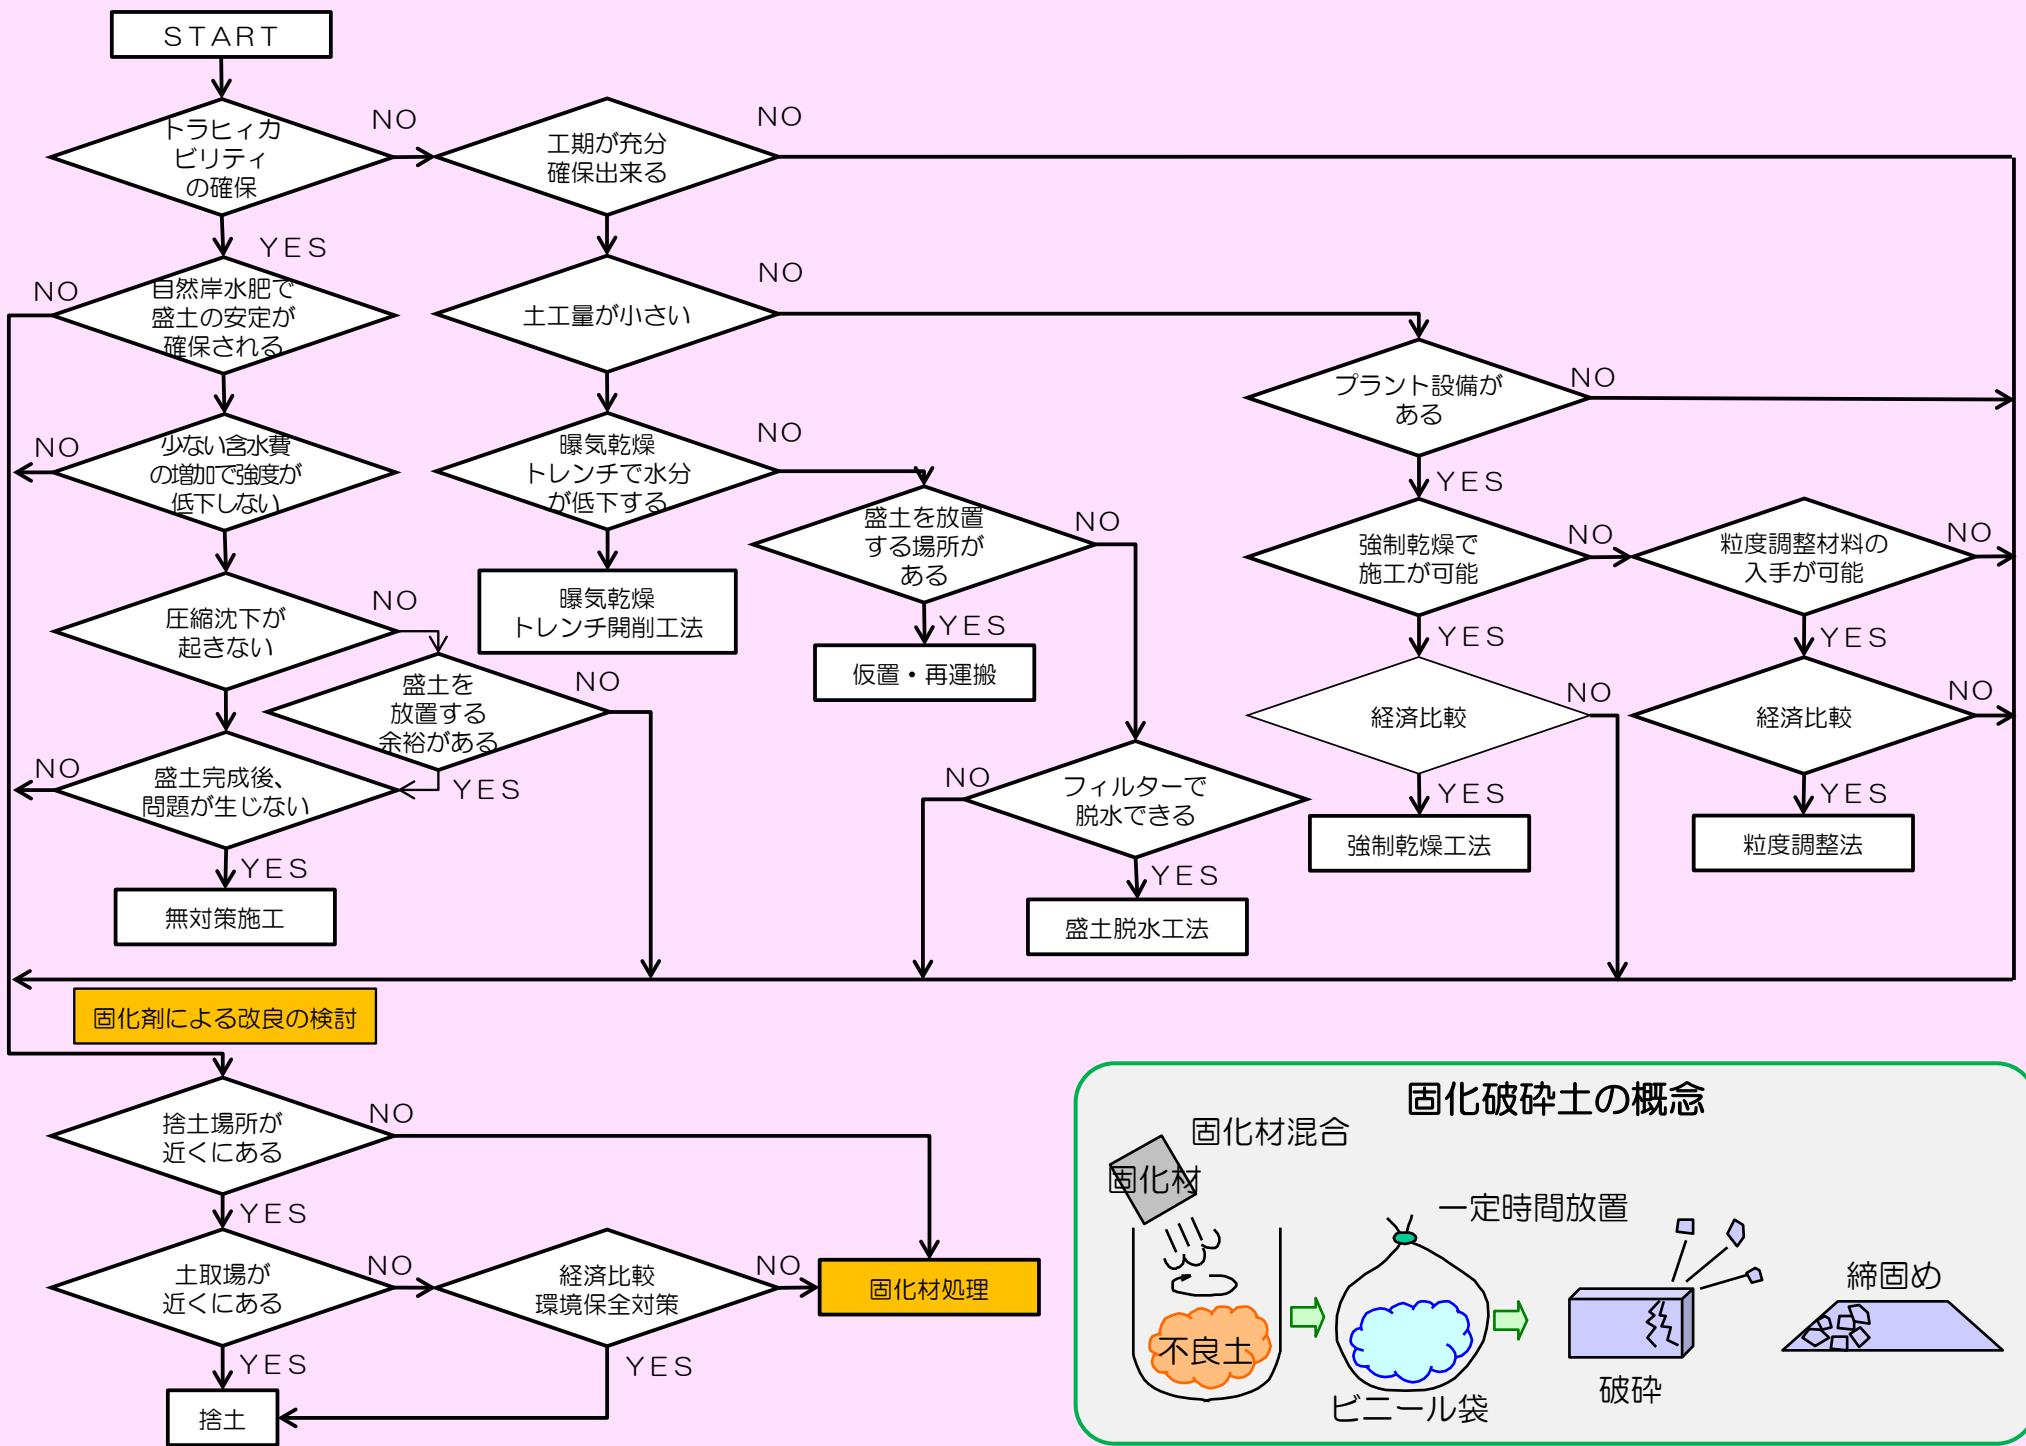 START
トラヒィカ
ビリティ
の確保
NO
工期が充分
確保出来る
NO
YES
自然岸水肥で
盛土の安定が
確保される
NO
土工量が小さい
NO
プラント設備が
ある
NO
少ない含水費
の増加で強度が
低下しない
NO
曝気乾燥
トレンチで水分
が低下する
NO
YES
盛土を放置
する場所が
ある
NO
強制乾燥で
施工が可能
NO
粒度調整材料の
入手が可能
NO
圧縮沈下が
起きない
NO
曝気乾燥
トレンチ開削工法
YES
YES
YES
盛土を
放置する
余裕がある
NO
仮置・再運搬
経済比較
NO
経済比較
NO
盛土完成後、
問題が生じない
NO
YES
フィルターで
脱水できる
NO
YES
YES
強制乾燥工法
粒度調整法
YES
無対策施工
YES
盛土脱水工法
固化剤による改良の検討
捨土場所が
近くにある
NO
YES
土取場が
近くにある
NO
経済比較
環境保全対策
NO
固化材処理
YES
YES
捨土
固化破砕土の概念
固化材混合
固化材
不良土
一定時間放置
ビニール袋
破砕
締固め